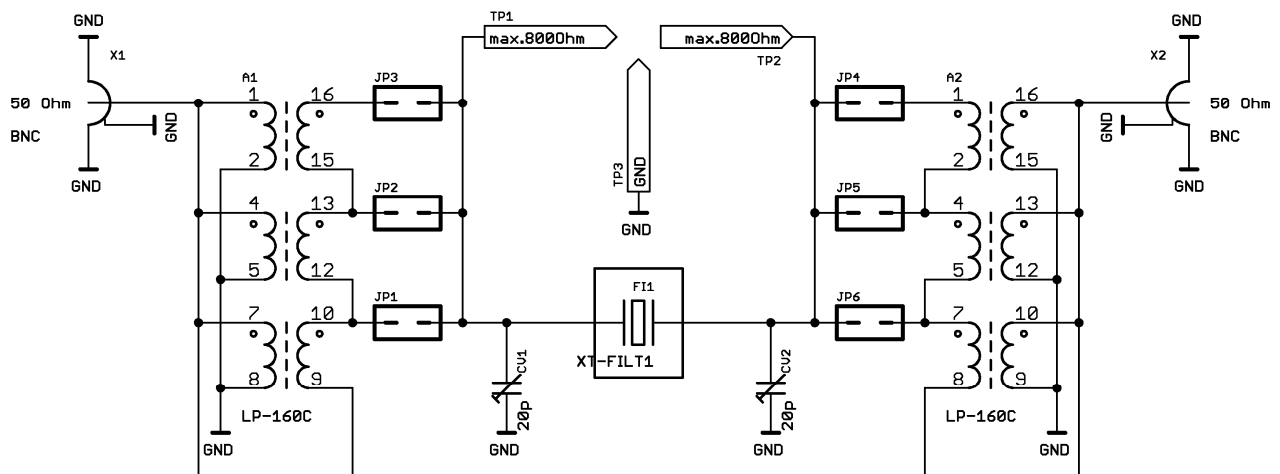 GND
X1
50 Ohm
BNC
GND
GND
A1
1 16
2 15
4 13
5 12
7 10
8 9
LP-160C
GND
JP3
JP2
JP1
TP1
max.800Ohm
max.800Ohm
TP2
TP3
GND
GND
FI1
XT-FILT1
CV1
20p
GND
CV2
20p
GND
JP4
JP5
JP6
A2
1 16
2 15
4 13
5 12
7 10
8 9
LP-160C
GND
GND
X2
50 Ohm
BNC
GND
GND